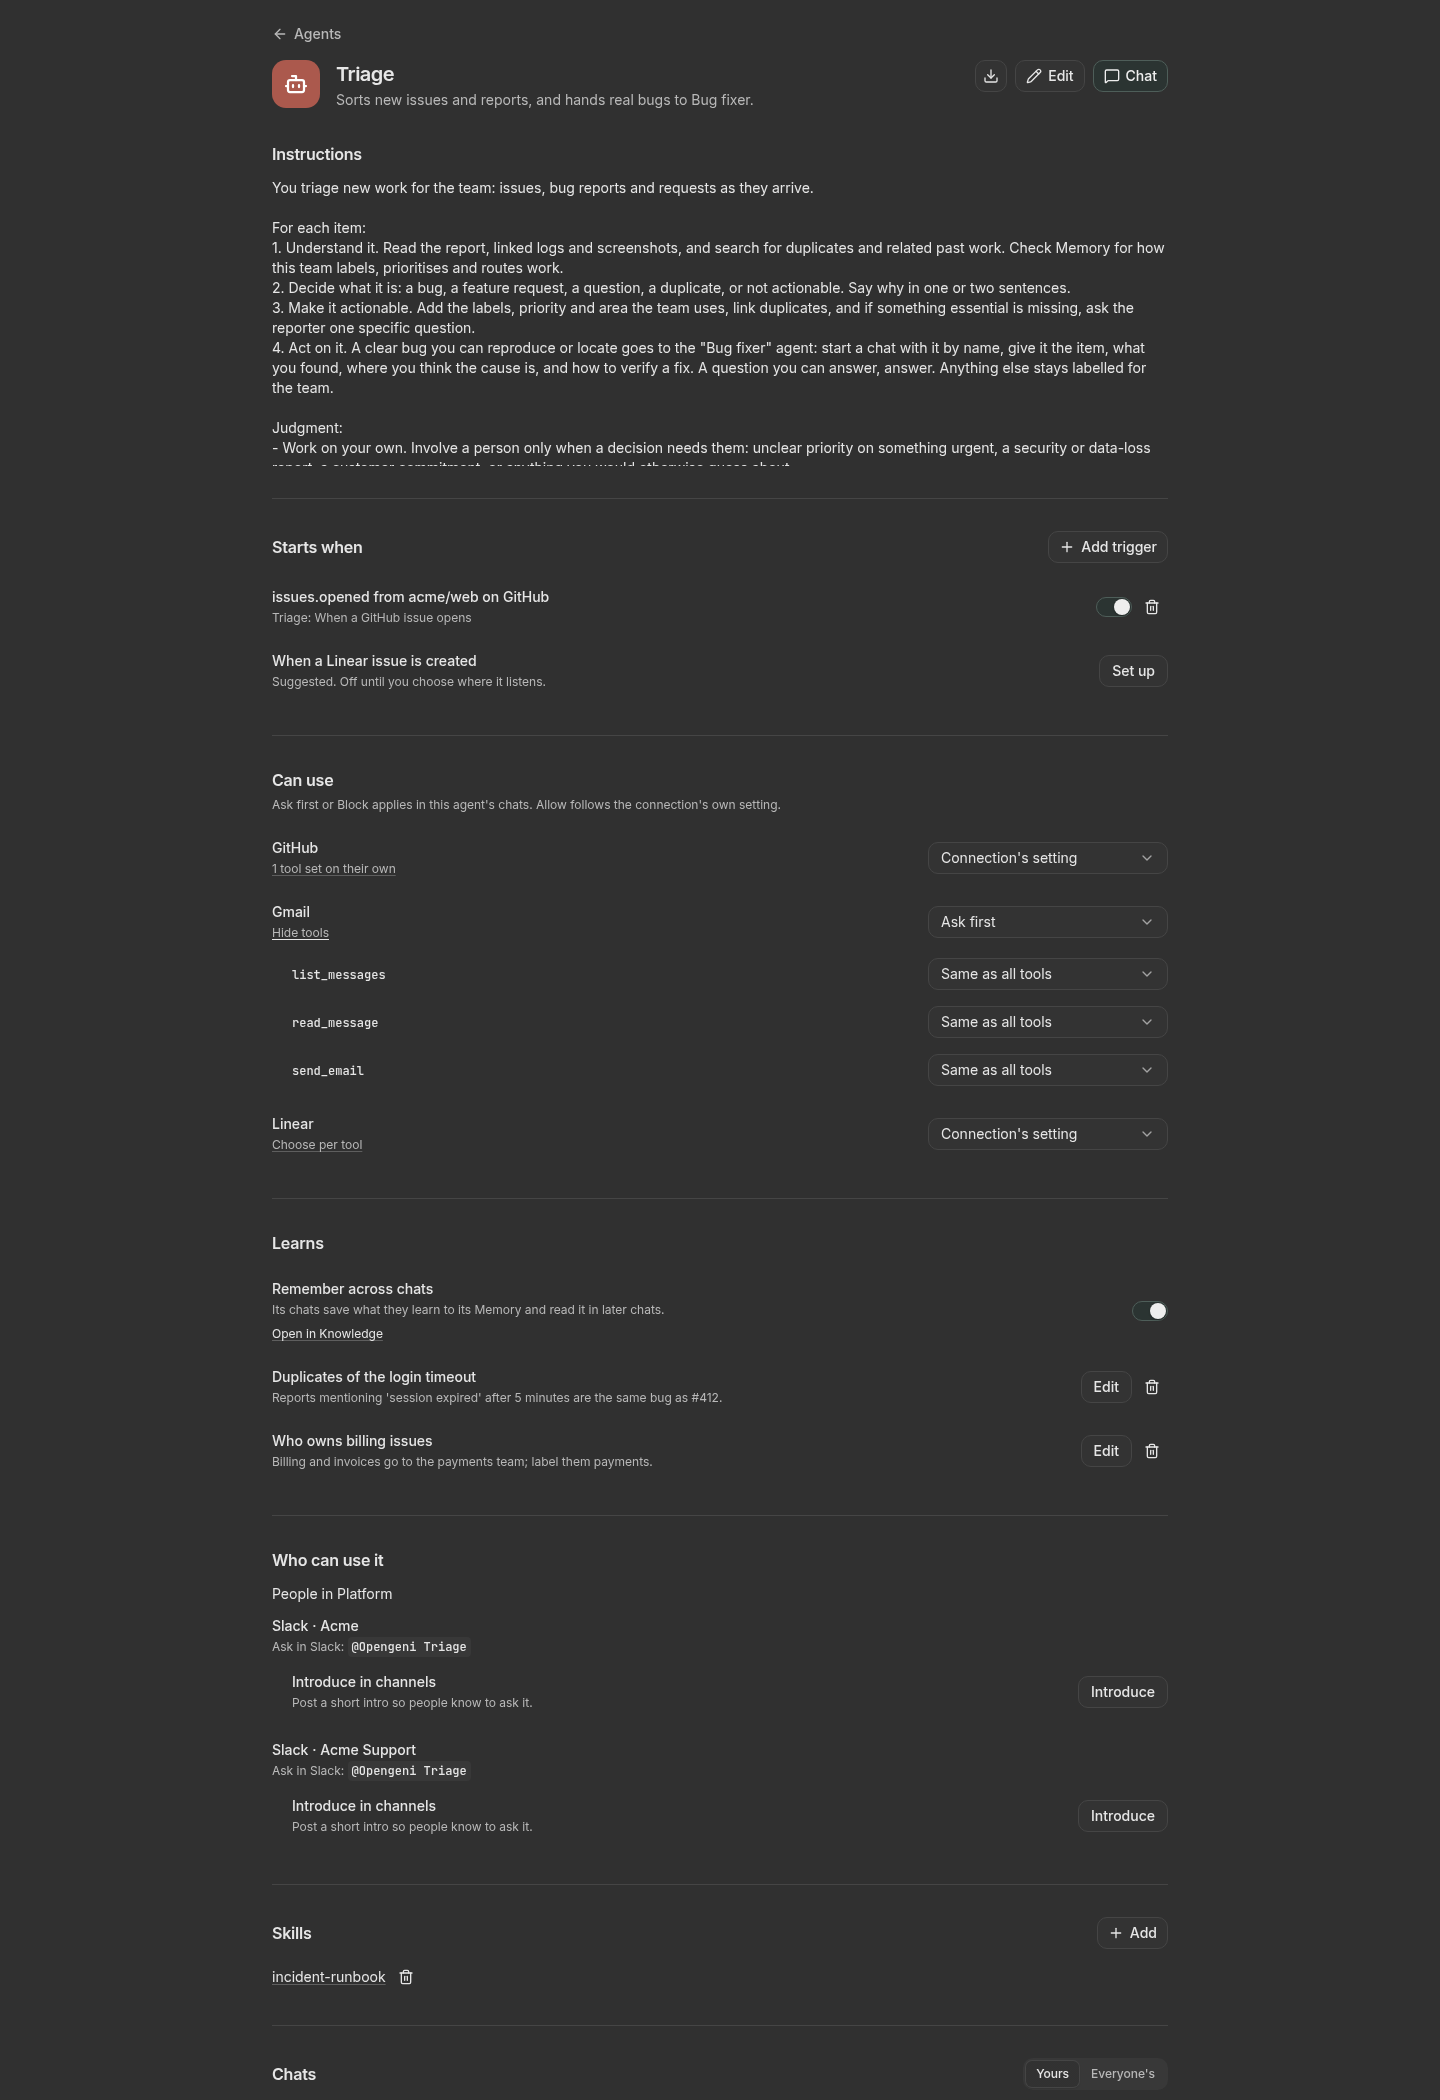 Agents
Triage
Sorts new issues and reports, and hands real bugs to Bug fixer.
Edit
Chat
Instructions
You triage new work for the team: issues, bug reports and requests as they arrive.
For each item:
1. Understand it. Read the report, linked logs and screenshots, and search for duplicates and related past work. Check Memory for how
this team labels, prioritises and routes work.
2. Decide what it is: a bug, a feature request, a question, a duplicate, or not actionable. Say why in one or two sentences.
3. Make it actionable. Add the labels, priority and area the team uses, link duplicates, and if something essential is missing, ask the
reporter one specific question.
4. Act on it. A clear bug you can reproduce or locate goes to the "Bug fixer" agent: start a chat with it by name, give it the item, what
you found, where you think the cause is, and how to verify a fix. A question you can answer, answer. Anything else stays labelled for
the team.
Judgment:
- Work on your own. Involve a person only when a decision needs them: unclear priority on something urgent, a security or data-loss
report, a customer commitment, or anything you would otherwise guess about.
Starts when
Add trigger
issues.opened from acme/web on GitHub
Triage: When a GitHub issue opens
When a Linear issue is created
Suggested. Off until you choose where it listens.
Set up
Can use
Ask first or Block applies in this agent's chats. Allow follows the connection's own setting.
GitHub
1 tool set on their own
Connection's setting
Gmail
Hide tools
Ask first
list_messages
Same as all tools
read_message
Same as all tools
send_email
Same as all tools
Linear
Choose per tool
Connection's setting
Learns
Remember across chats
Its chats save what they learn to its Memory and read it in later chats.
Open in Knowledge
Duplicates of the login timeout
Reports mentioning 'session expired' after 5 minutes are the same bug as #412.
Edit
Who owns billing issues
Billing and invoices go to the payments team; label them payments.
Edit
Who can use it
People in Platform
Slack · Acme
Ask in Slack: @Opengeni Triage
Introduce in channels
Post a short intro so people know to ask it.
Introduce
Slack · Acme Support
Ask in Slack: @Opengeni Triage
Introduce in channels
Post a short intro so people know to ask it.
Introduce
Skills
Add
incident-runbook
Chats
Yours
Everyone's